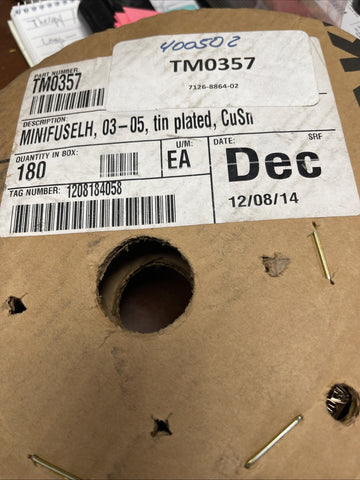 Therapy
400502
TM0357
7126-8864-02
PART NUMBER:
TM0357
DESCRIPTION:
MINIFUSELH, 03-05, tin plated, CuSn
QUANTITY IN BOX:
180
U/M:
EA
DATE:
SRF
Dec
12/08/14
TAG NUMBER: 1208184058